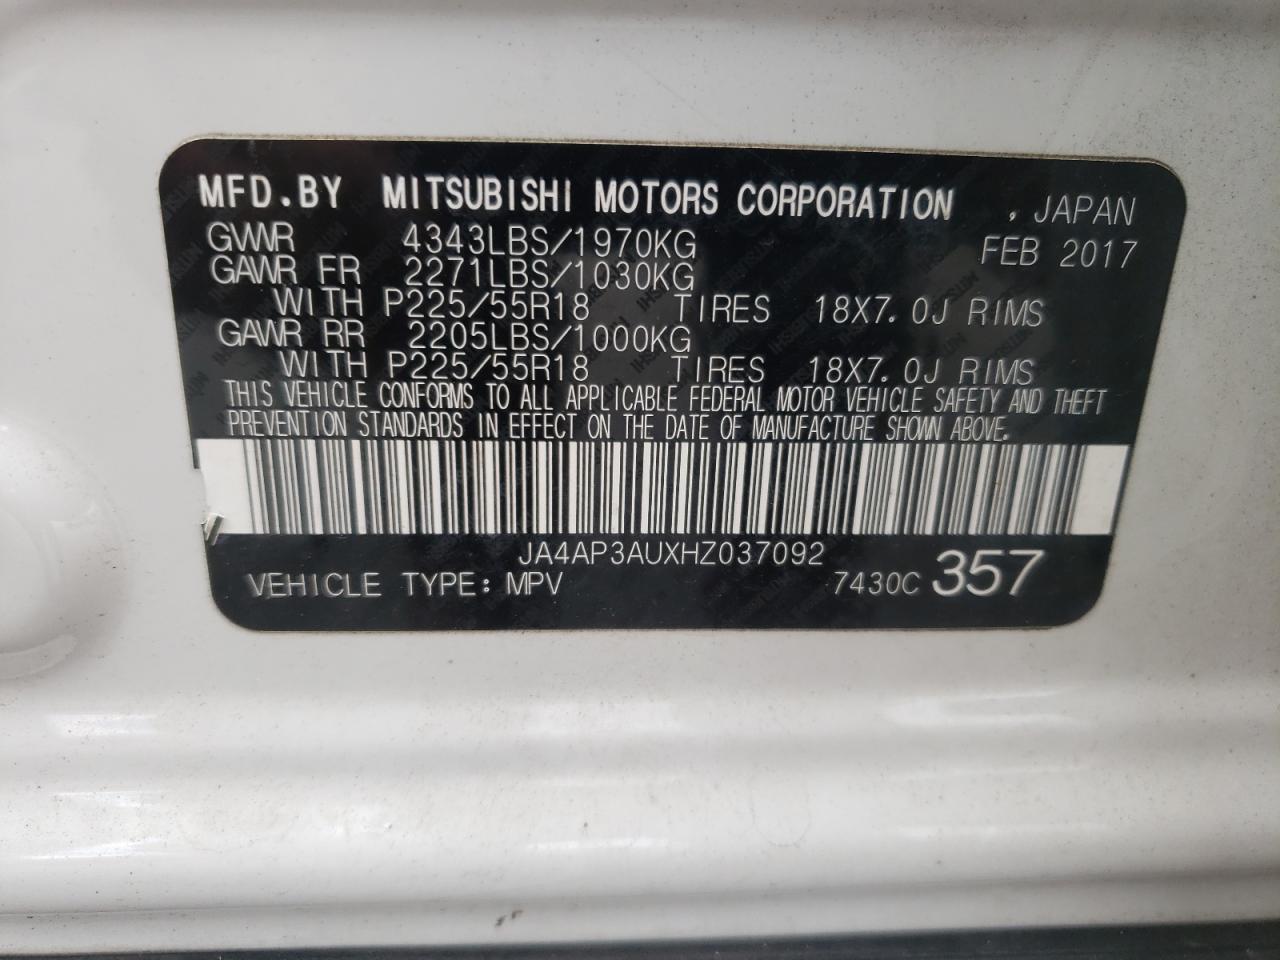 MFD.BY MITSUBISHI MOTORS CORPORATION , JAPAN
GVWR 4343LBS/1970KG FEB 2017
GAWR FR 2271LBS/1030KG
WITH P225/55R18 TIRES 18X7.0J RIMS
GAWR RR 2205LBS/1000KG
WITH P225/55R18 TIRES 18X7.0J RIMS
THIS VEHICLE CONFORMS TO ALL APPLICABLE FEDERAL MOTOR VEHICLE SAFETY AND THEFT
PREVENTION STANDARDS IN EFFECT ON THE DATE OF MANUFACTURE SHOWN ABOVE.
JA4AP3AUXHZ037092
VEHICLE TYPE: MPV 7430C 357